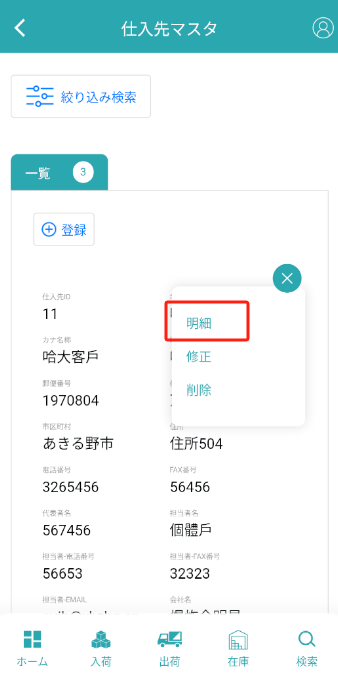 仕入先マスタ
絞り込み検索
一覧 3
登録
仕入先ID
11
明細
カナ名称
哈大客戶
修正
郵便番号
1970804
削除
市区町村 住所
あきる野市 住所504
電話番号 FAX番号
3265456 56456
代表者名 担当者名
567456 個體戶
担当者-電話番号 担当者-FAX番号
56653 32323
担当者-EMAIL 会社名
ホーム 入荷 出荷 在庫 検索